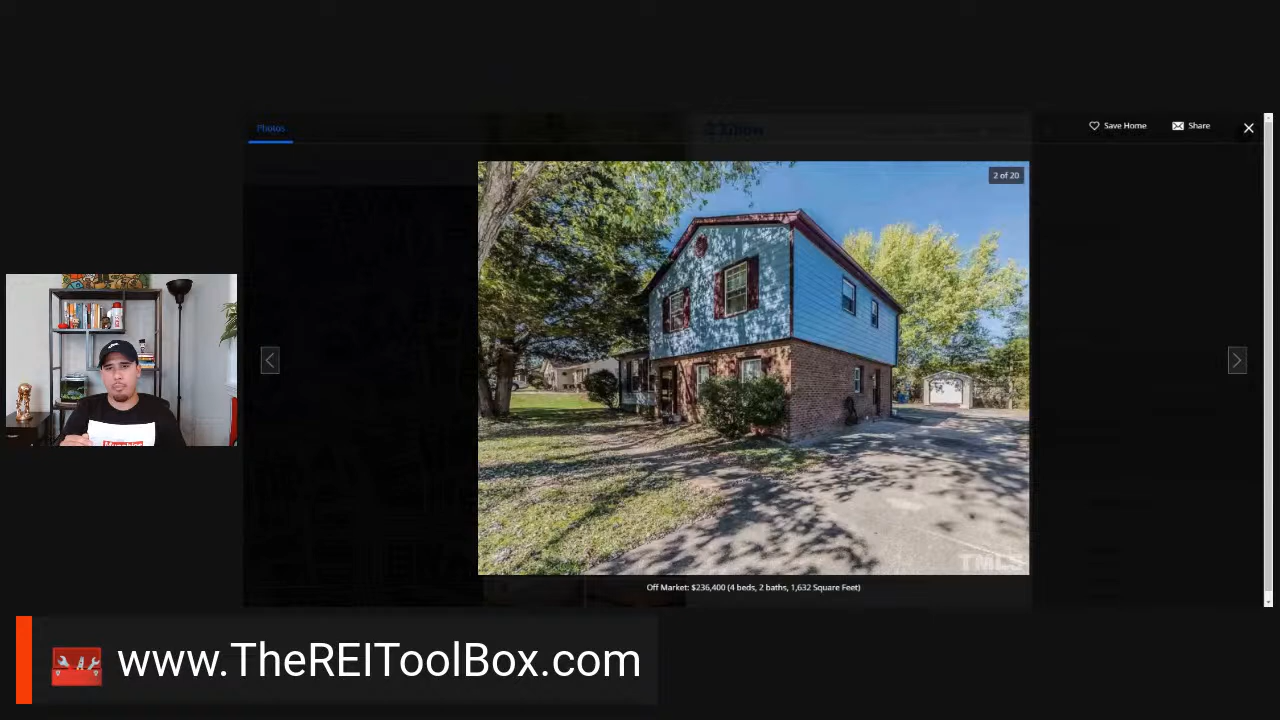 Photos
Save Home
Share
2 of 20
TMLS
Off Market: $236,400 (4 beds, 2 baths, 1,632 Square Feet)
www.TheREIToolBox.com